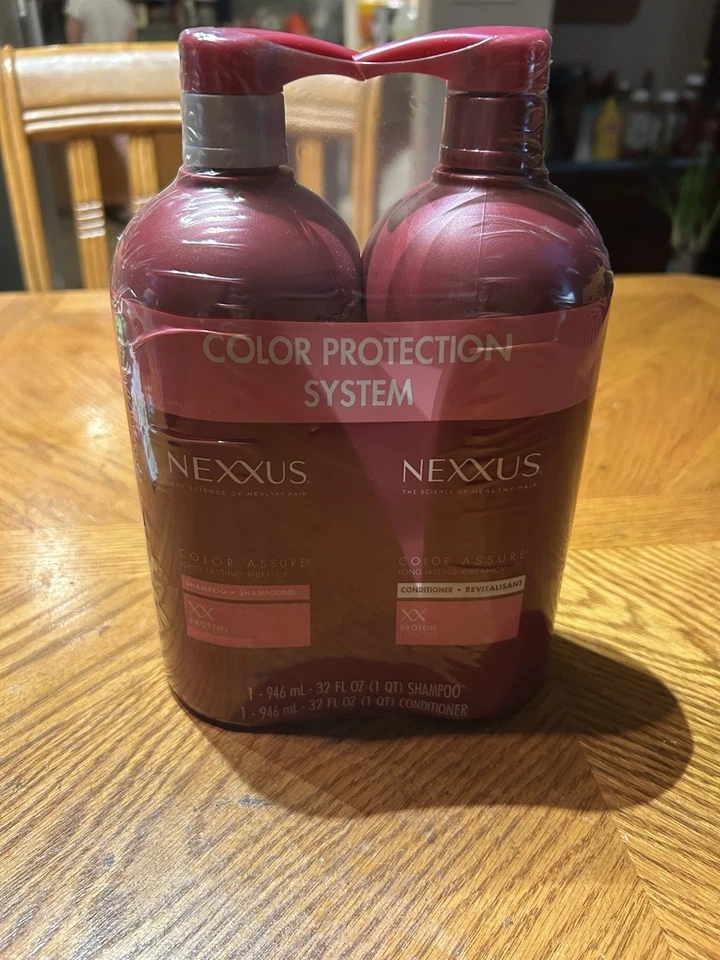 COLOR PROTECTION
SYSTEM
NEXXUS
THE SCIENCE OF HEALTHY HAIR
COLOR ASSURE
LONG LASTING VIBRANCY
SHAMPOO • SHAMPOOING
XX
PROTEIN
NEXXUS
THE SCIENCE OF HEALTHY HAIR
COLOR ASSURE
LONG LASTING VIBRANCY
CONDITIONER • REVITALISANT
XX
PROTEIN
1 - 946 mL - 32 FL OZ (1 QT) SHAMPOO
1 - 946 mL - 32 FL OZ (1 QT) CONDITIONER